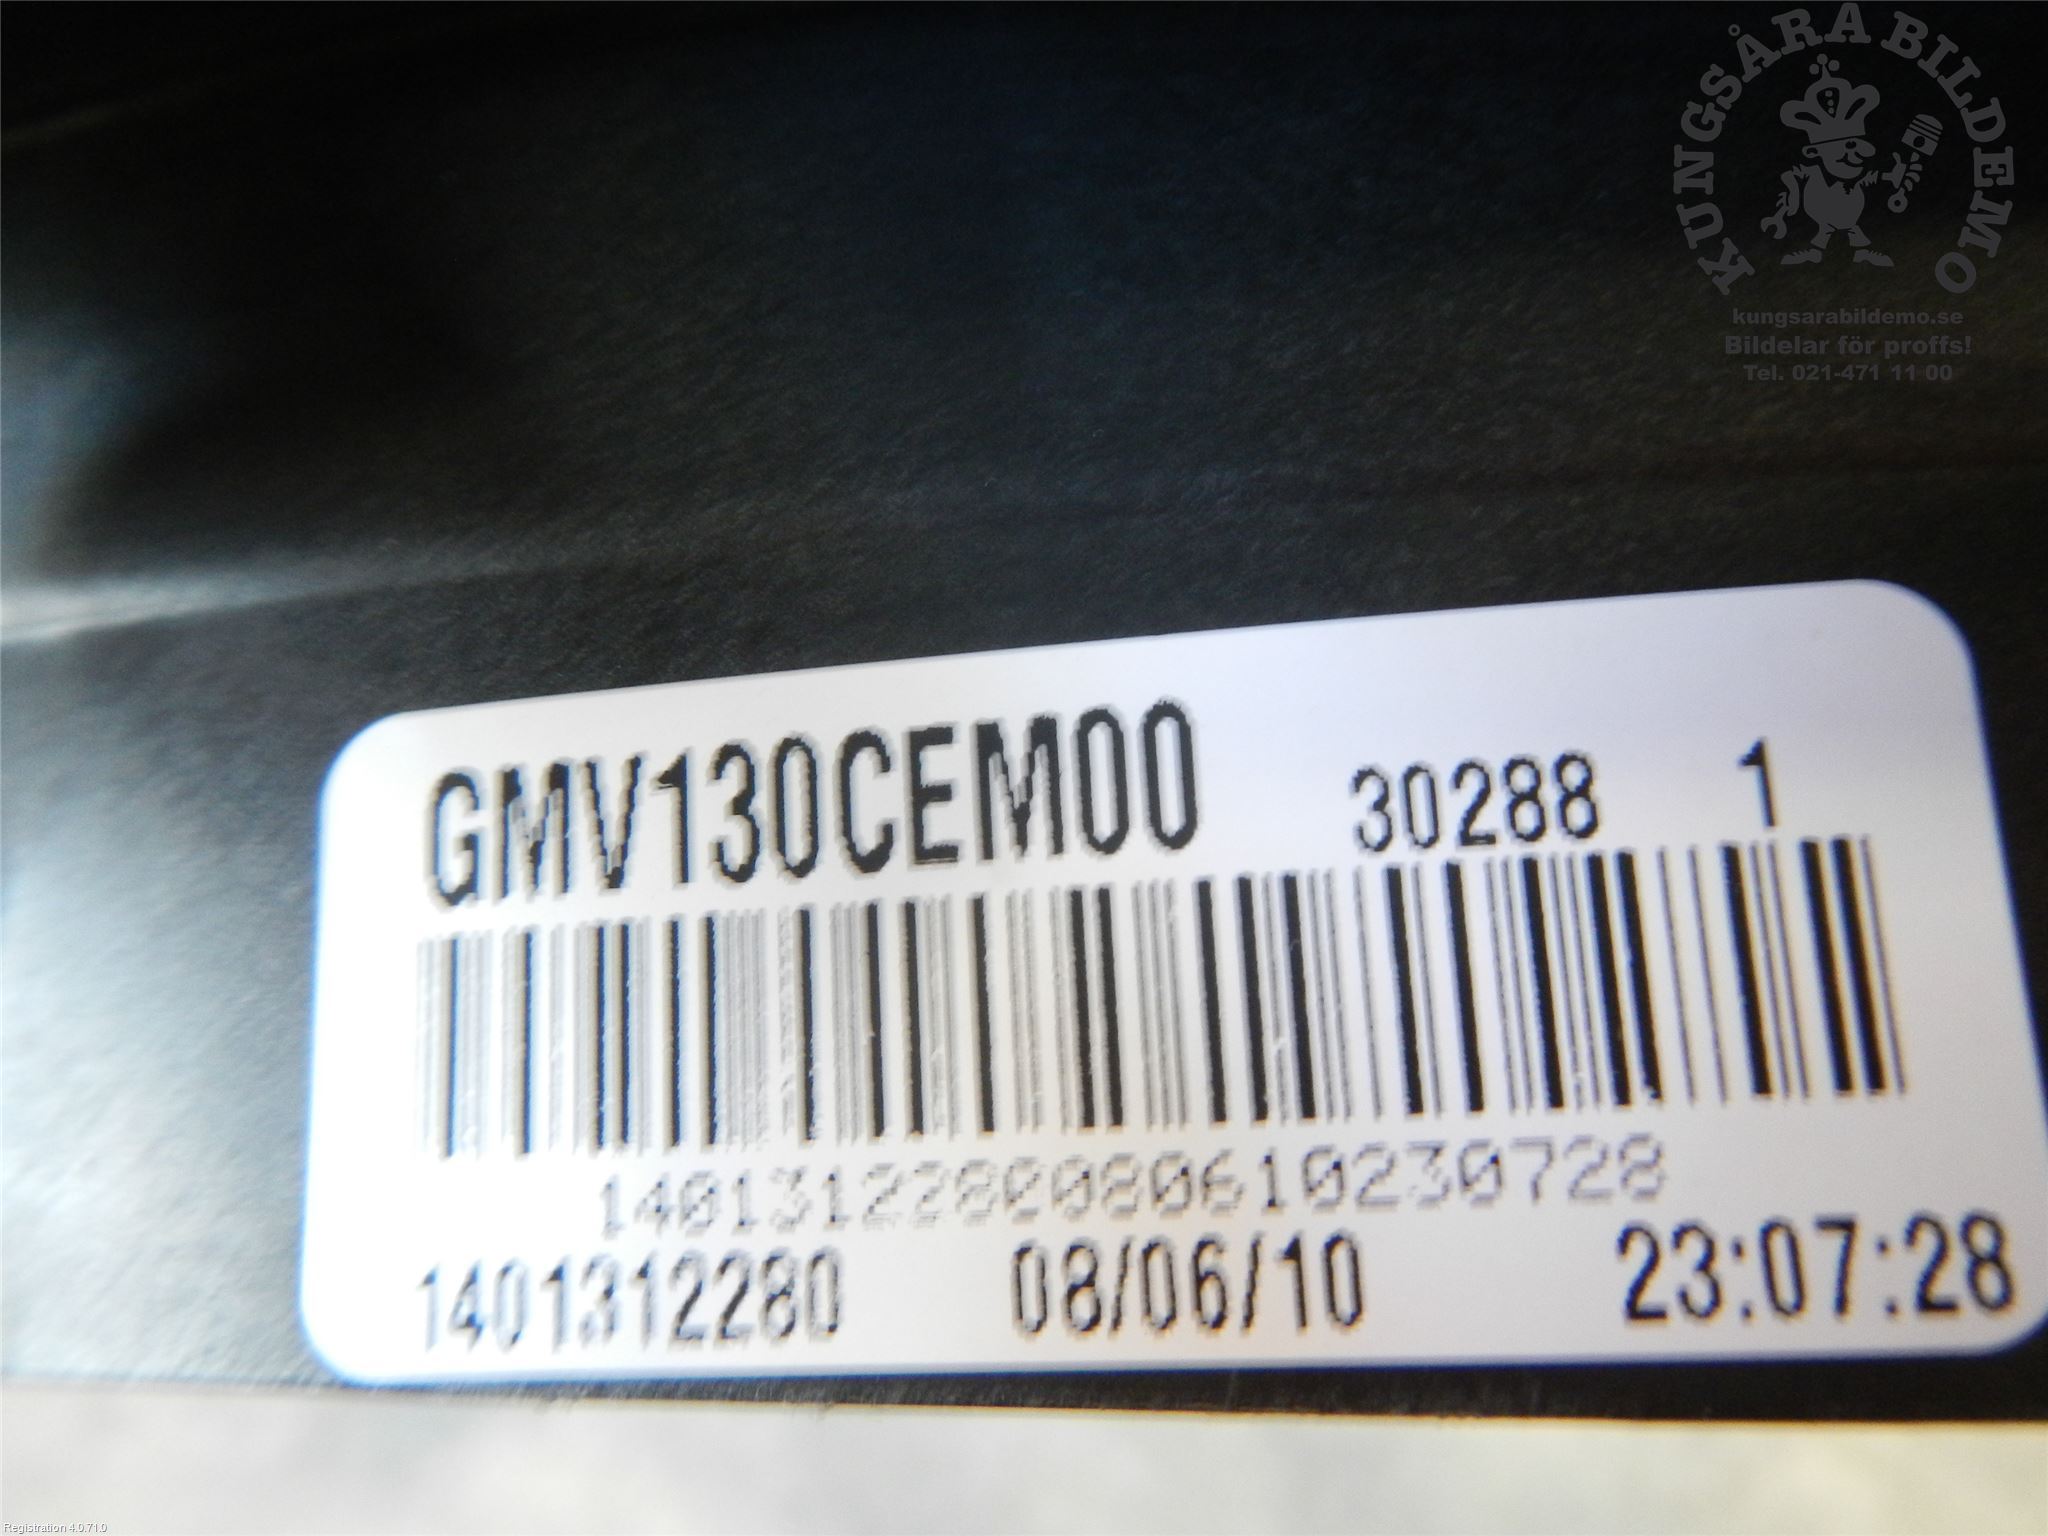 KUNGSÅRA BILDEMO
kungsarabildemo.se
Bildelar för proffs!
Tel. 021-471 11 00
GMV130CEM00 30288 1
1401312280080610230728
1401312280 08/06/10 23:07:28
Registration 4.0.71.0